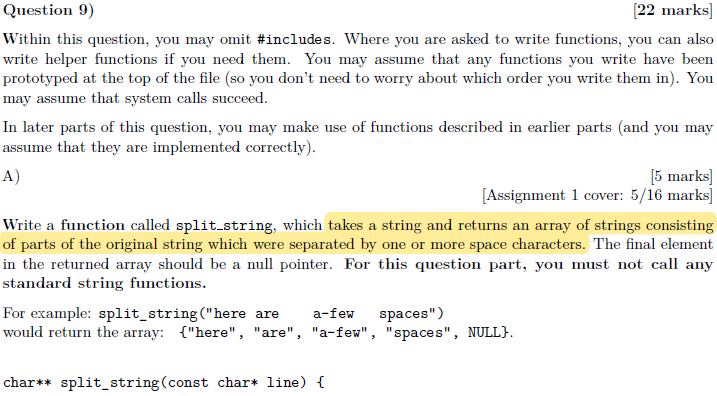 Question 9) [22 marks]
Within this question, you may omit #includes. Where you are asked to write functions, you can also
write helper functions if you need them. You may assume that any functions you write have been
prototyped at the top of the file (so you don't need to worry about which order you write them in). You
may assume that system calls succeed.
In later parts of this question, you may make use of functions described in earlier parts (and you may
assume that they are implemented correctly).
A) [5 marks]
[Assignment 1 cover: 5/16 marks]
Write a function called split_string, which takes a string and returns an array of strings consisting
of parts of the original string which were separated by one or more space characters. The final element
in the returned array should be a null pointer. For this question part, you must not call any
standard string functions.
For example: split_string("here are    a-few   spaces")
would return the array: {"here", "are", "a-few", "spaces", NULL}.
char** split_string(const char* line) {